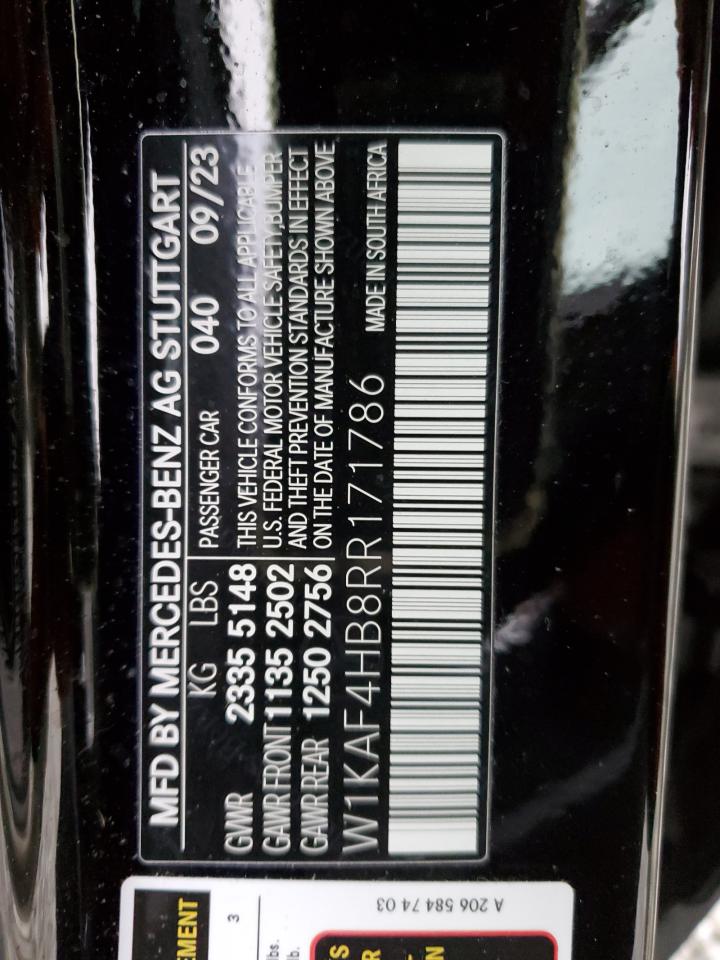 MFD BY MERCEDES-BENZ AG STUTTGART
KG LBS PASSENGER CAR 040 09/23
GWR 2335 5148 THIS VEHICLE CONFORMS TO ALL APPLICABLE
GAWR FRONT 1135 2502 U.S. FEDERAL MOTOR VEHICLE SAFETY,BUMPER
GAWR REAR 1250 2756 AND THEFT PREVENTION STANDARDS IN EFFECT
ON THE DATE OF MANUFACTURE SHOWN ABOVE
W1KAF4HB8RR171786 MADE IN SOUTH AFRICA
EMENT
3
lbs.
lb.
A 206 584 74 03